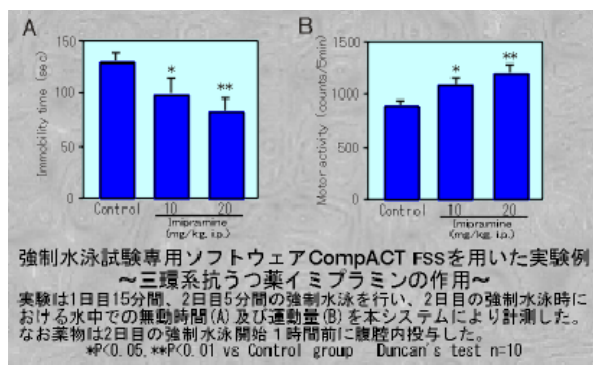 A
B
Immobility time (sec)
150
100
50
0
*
**
Control
10
20
Imipramine
(mg/kg, i.p.)
Motor activity (counts/5min)
1500
1000
500
0
*
**
Control
10
20
Imipramine
(mg/kg, i.p.)
強制水泳試験専用ソフトウェアCompACT FSSを用いた実験例
～三環系抗うつ薬イミプラミンの作用～
実験は1日目15分間、2日目5分間の強制水泳を行い、2日目の強制水泳時に
おける水中での無動時間(A)及び運動量(B)を本システムにより計測した。
なお薬物は2日目の強制水泳開始1時間前に腹腔内投与した。
*P<0.05, **P<0.01 vs Control group Duncan's test n=10